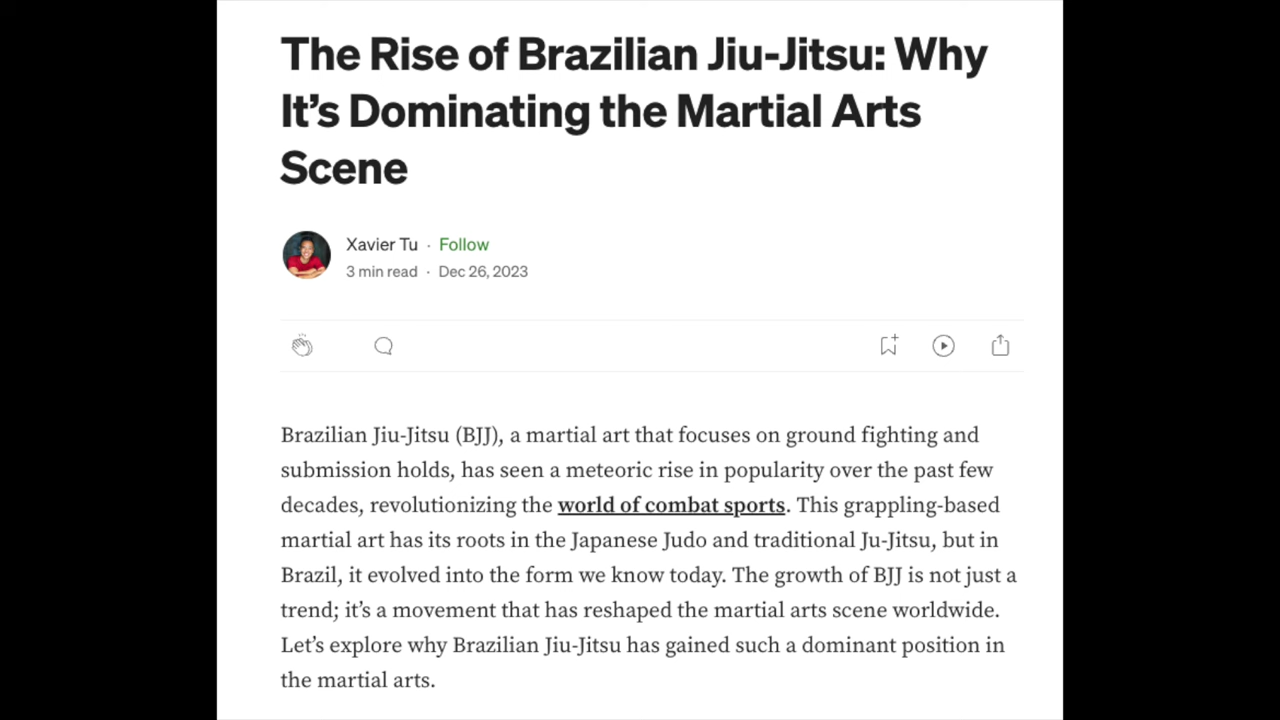 The Rise of Brazilian Jiu-Jitsu: Why
It’s Dominating the Martial Arts
Scene
Xavier Tu · Follow
3 min read · Dec 26, 2023
Brazilian Jiu-Jitsu (BJJ), a martial art that focuses on ground fighting and
submission holds, has seen a meteoric rise in popularity over the past few
decades, revolutionizing the world of combat sports. This grappling-based
martial art has its roots in the Japanese Judo and traditional Ju-Jitsu, but in
Brazil, it evolved into the form we know today. The growth of BJJ is not just a
trend; it’s a movement that has reshaped the martial arts scene worldwide.
Let’s explore why Brazilian Jiu-Jitsu has gained such a dominant position in
the martial arts.